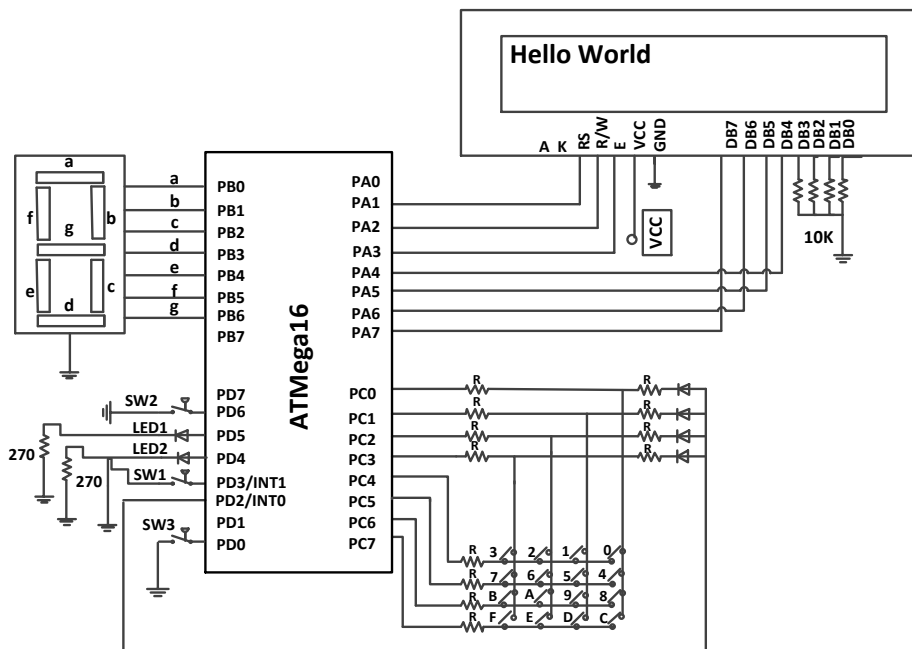 Hello World
A K RS R/W E VCC GND DB7 DB6 DB5 DB4 DB3 DB2 DB1 DB0
VCC
10K
a
f b
g
e c
d
a
b
c
d
e
f
g
PB0
PB1
PB2
PB3
PB4
PB5
PB6
PB7
PD7
PD6
PD5
PD4
PD3/INT1
PD2/INT0
PD1
PD0
ATMega16
PA0
PA1
PA2
PA3
PA4
PA5
PA6
PA7
PC0
PC1
PC2
PC3
PC4
PC5
PC6
PC7
SW2
LED1
LED2
270
270
SW1
SW3
R R
R R
R R
R R
R 3 2 1 0
R 7 6 5 4
R B A 9 8
R F E D C